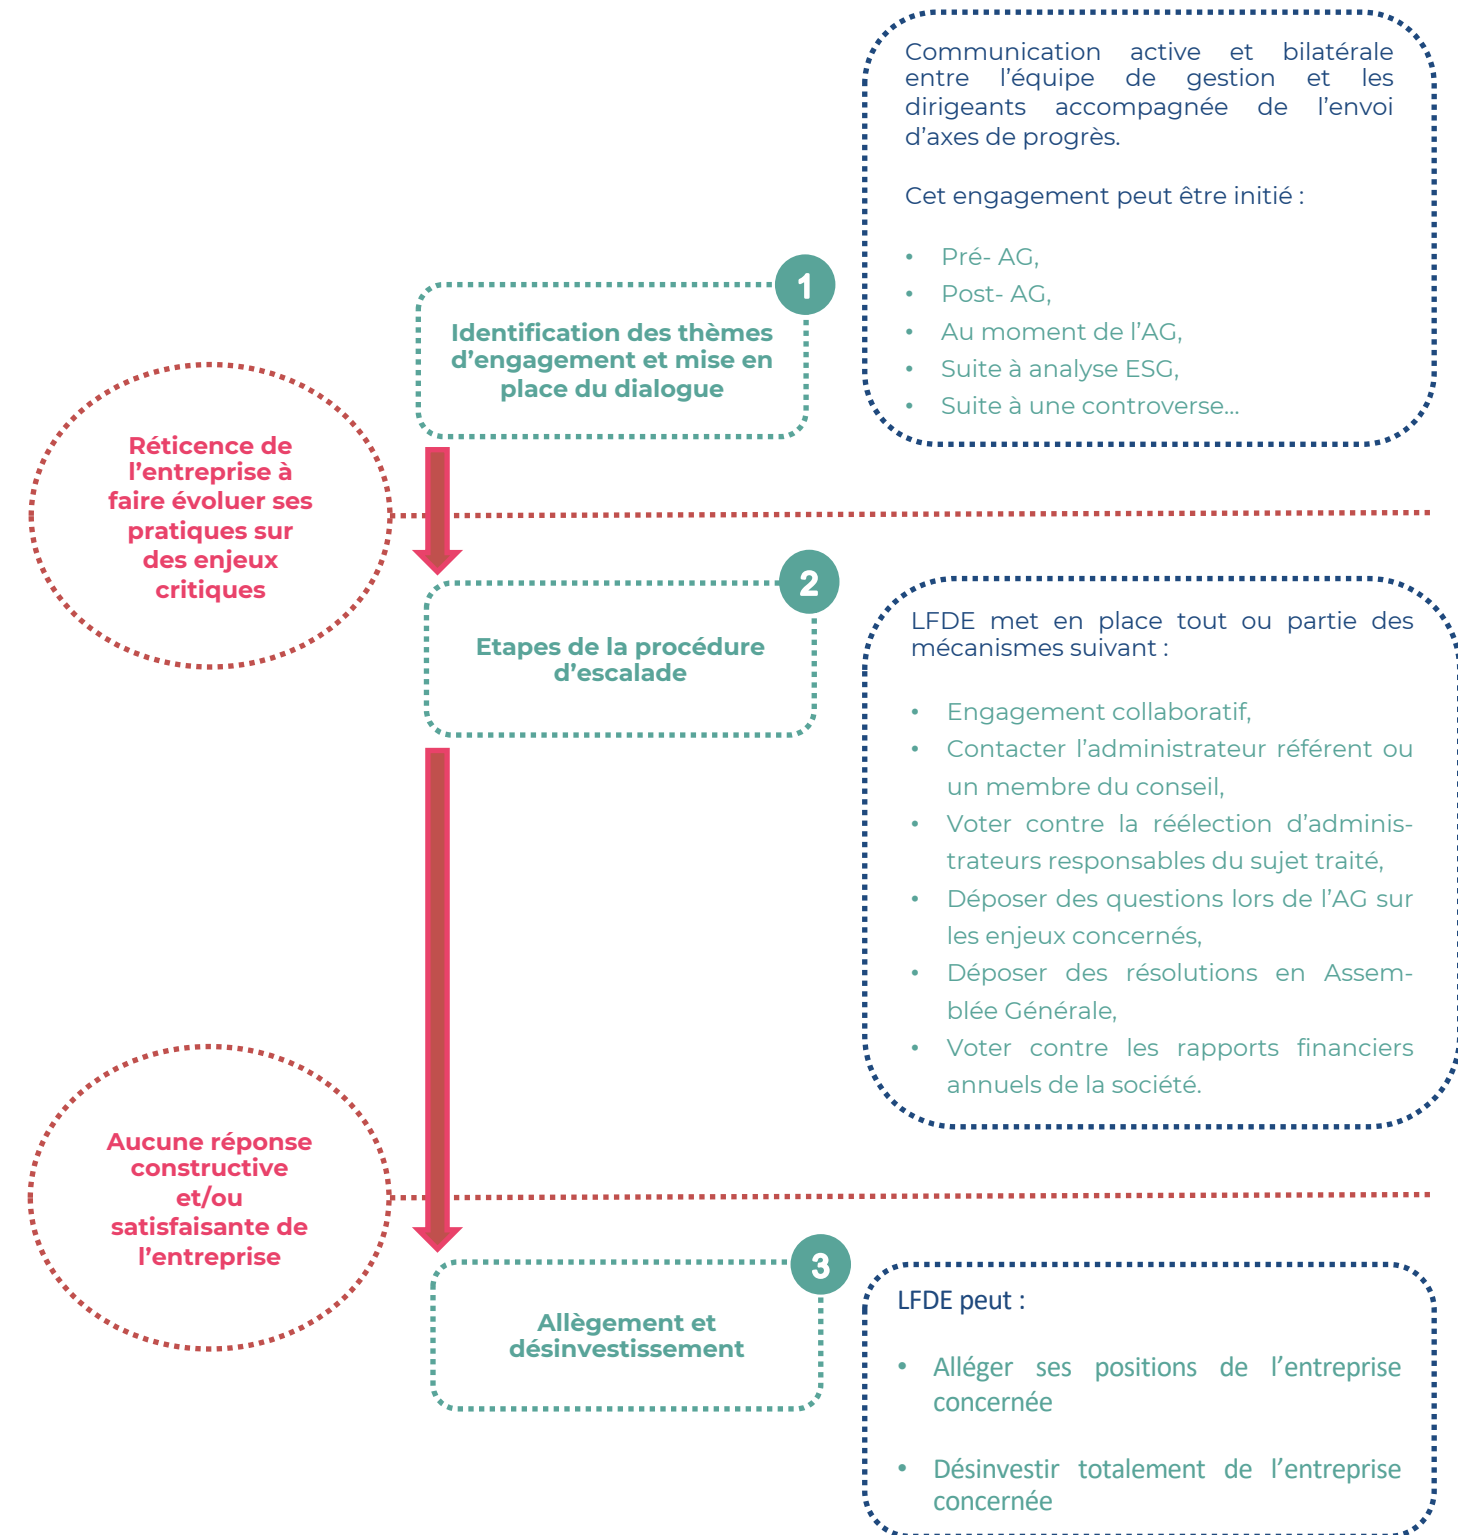 Communication active et bilatérale
entre l’équipe de gestion et les
dirigeants accompagnée de l’envoi
d’axes de progrès.
Cet engagement peut être initié :
• Pré- AG,
• Post- AG,
• Au moment de l’AG,
• Suite à analyse ESG,
• Suite à une controverse…
1
Identification des thèmes
d’engagement et mise en
place du dialogue
Réticence de
l’entreprise à
faire évoluer ses
pratiques sur
des enjeux
critiques
2
Etapes de la procédure
d’escalade
LFDE met en place tout ou partie des
mécanismes suivant :
• Engagement collaboratif,
• Contacter l’administrateur référent ou
un membre du conseil,
• Voter contre la réélection d’adminis-
trateurs responsables du sujet traité,
• Déposer des questions lors de l’AG sur
les enjeux concernés,
• Déposer des résolutions en Assem-
blée Générale,
• Voter contre les rapports financiers
annuels de la société.
Aucune réponse
constructive
et/ou
satisfaisante de
l’entreprise
3
Allègement et
désinvestissement
LFDE peut :
• Alléger ses positions de l’entreprise
concernée
• Désinvestir totalement de l’entreprise
concernée